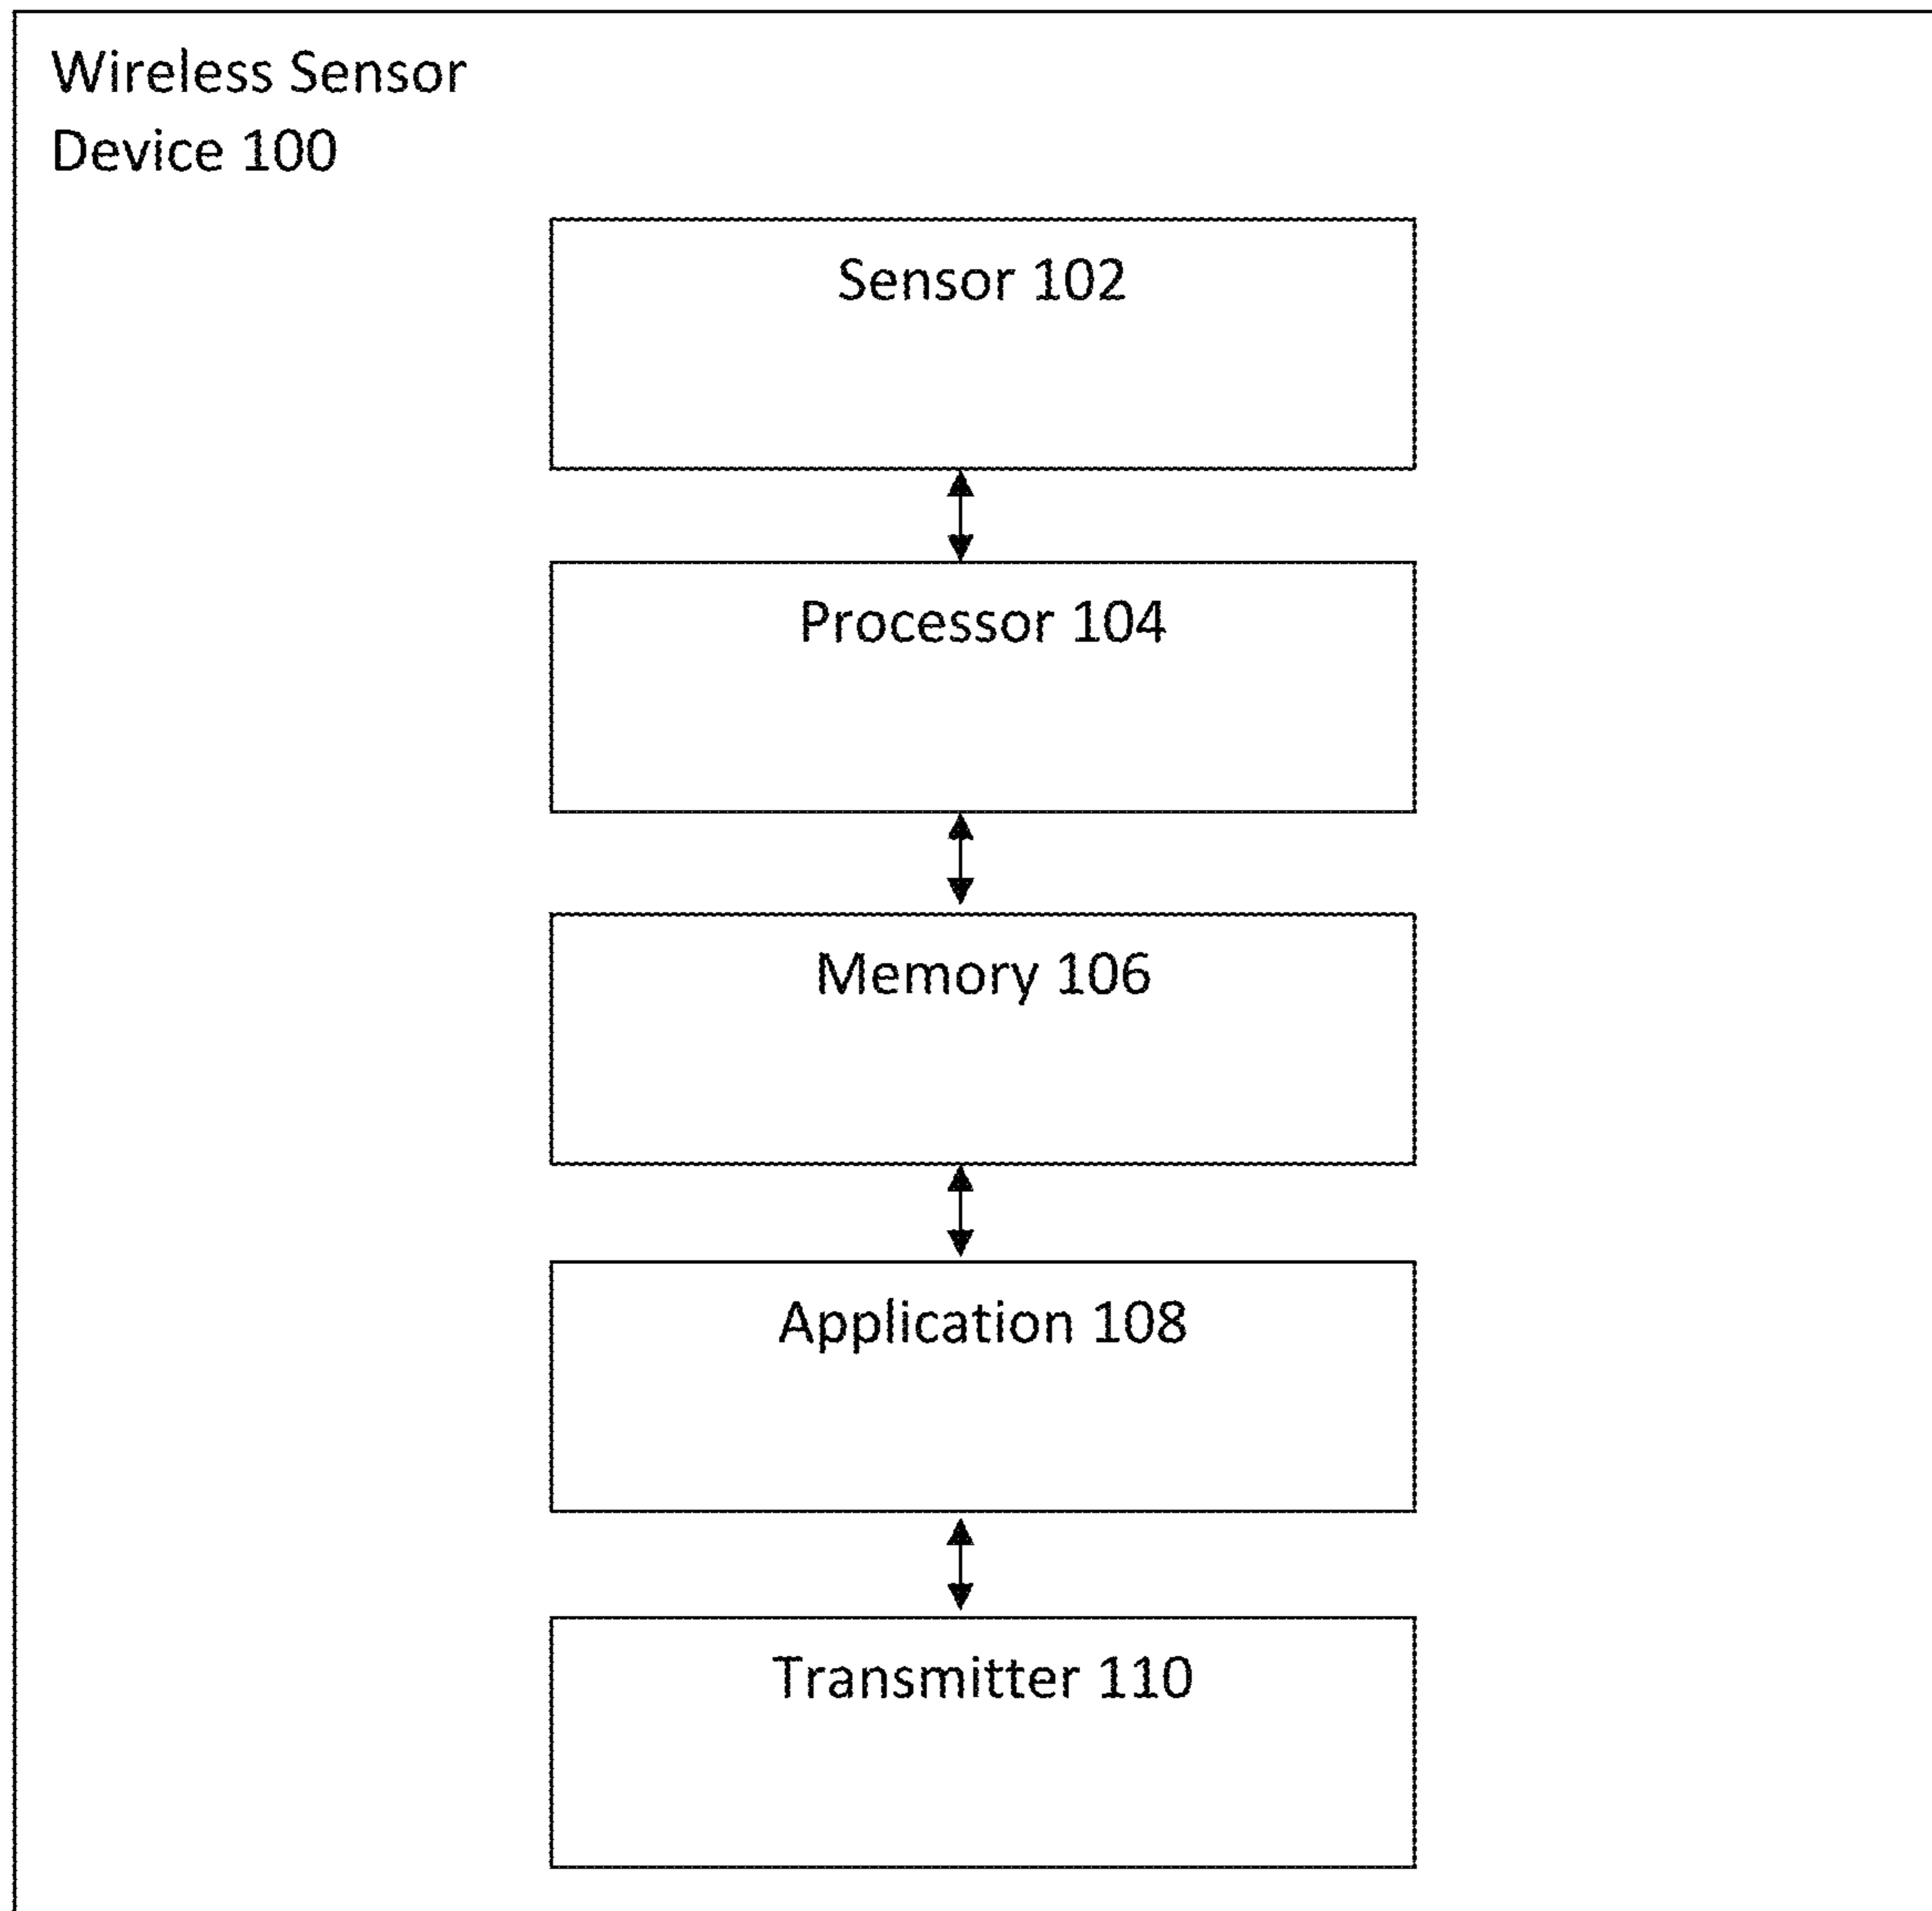 Wireless Sensor
Device 100
Sensor 102
Processor 104
Memory 106
Application 108
Transmitter 110